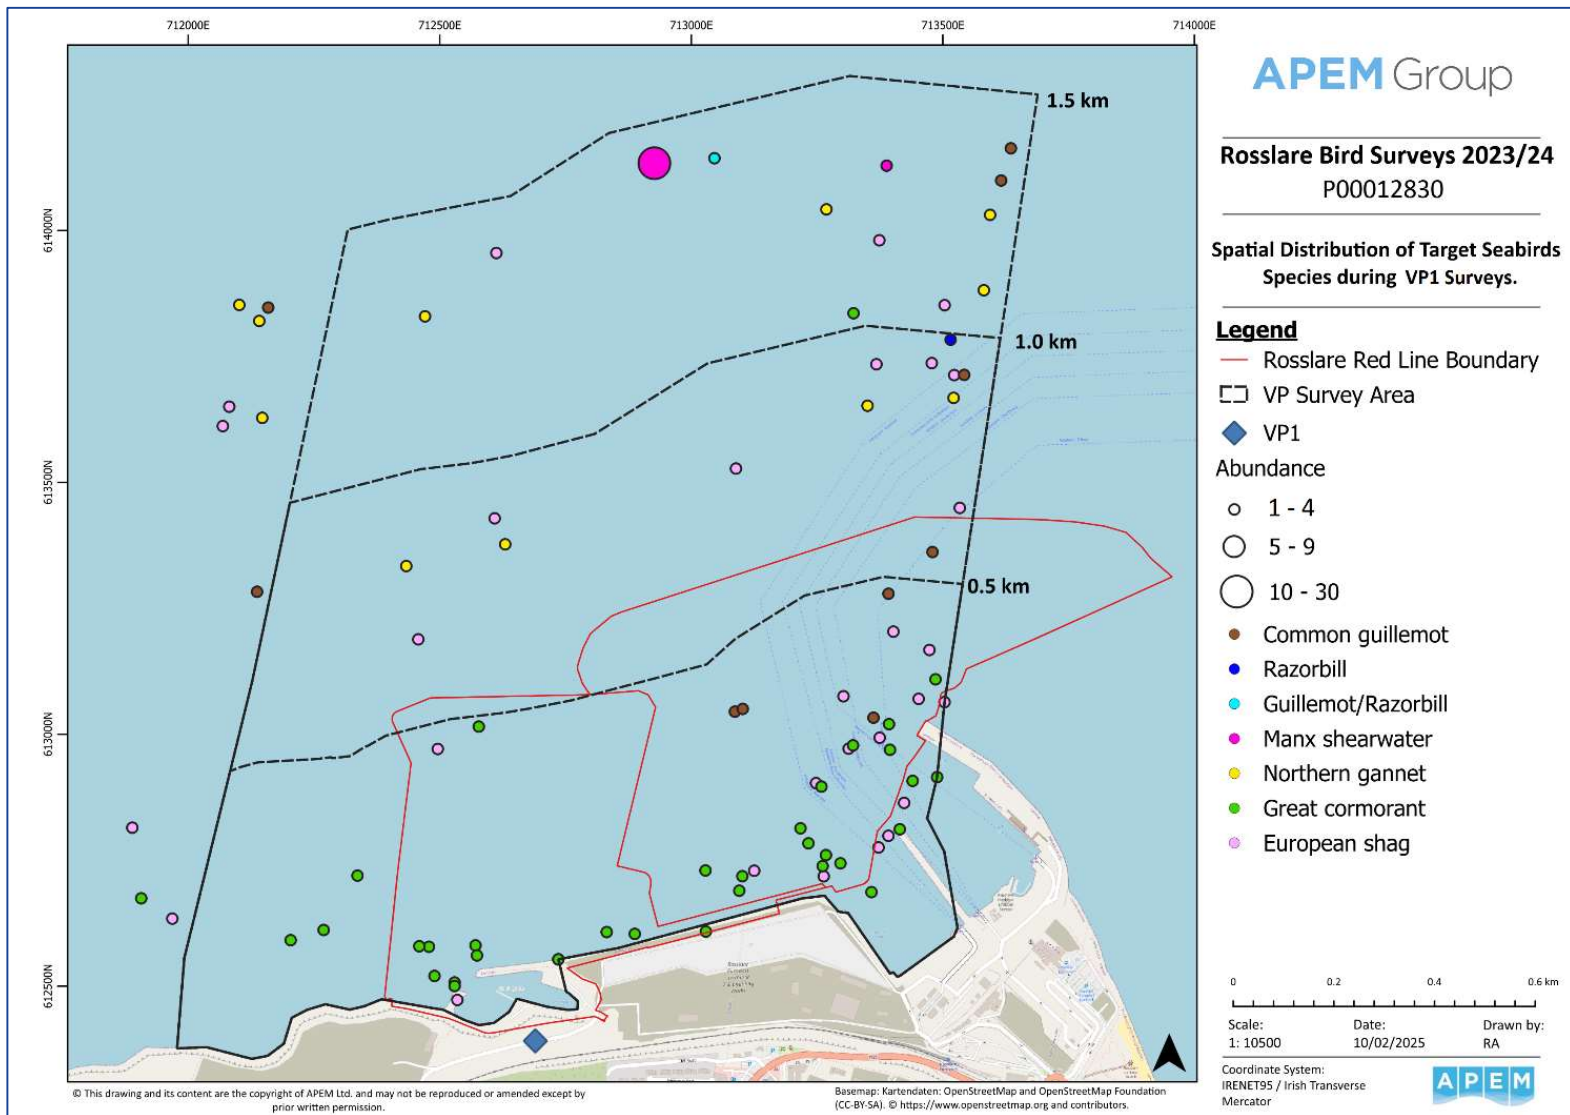 712000E
712500E
713000E
713500E
714000E
614000N
613500N
613000N
612500N
1.5 km
1.0 km
0.5 km
APEM Group
Rosslare Bird Surveys 2023/24
P00012830
Spatial Distribution of Target Seabirds
Species during VP1 Surveys.
Legend
Rosslare Red Line Boundary
VP Survey Area
VP1
Abundance
1 - 4
5 - 9
10 - 30
Common guillemot
Razorbill
Guillemot/Razorbill
Manx shearwater
Northern gannet
Great cormorant
European shag
0 0.2 0.4 0.6 km
Scale: Date: Drawn by:
1: 10500 10/02/2025 RA
Coordinate System:
IRENET95 / Irish Transverse
Mercator
APEM
© This drawing and its content are the copyright of APEM Ltd. and may not be reproduced or amended except by
prior written permission.
Basemap: Kartendaten: OpenStreetMap and OpenStreetMap Foundation
(CC-BY-SA). © https://www.openstreetmap.org and contributors.